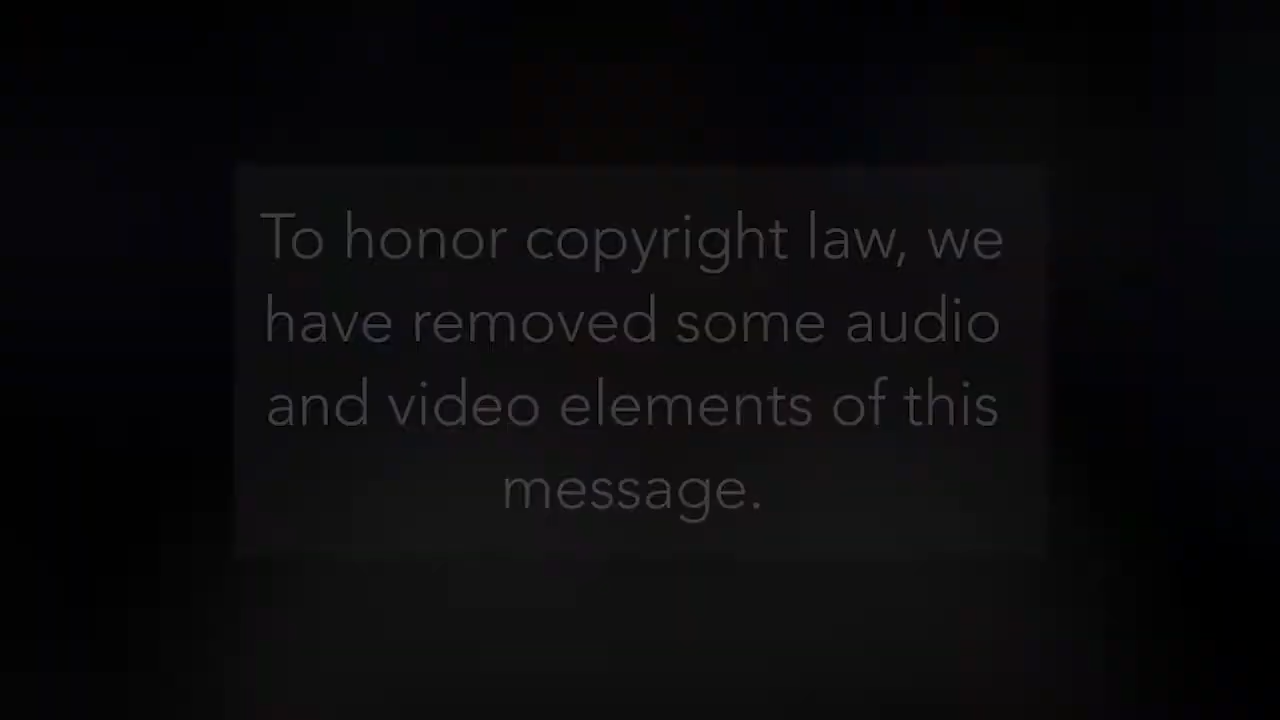 To honor copyright law, we
have removed some audio
and video elements of this
message.